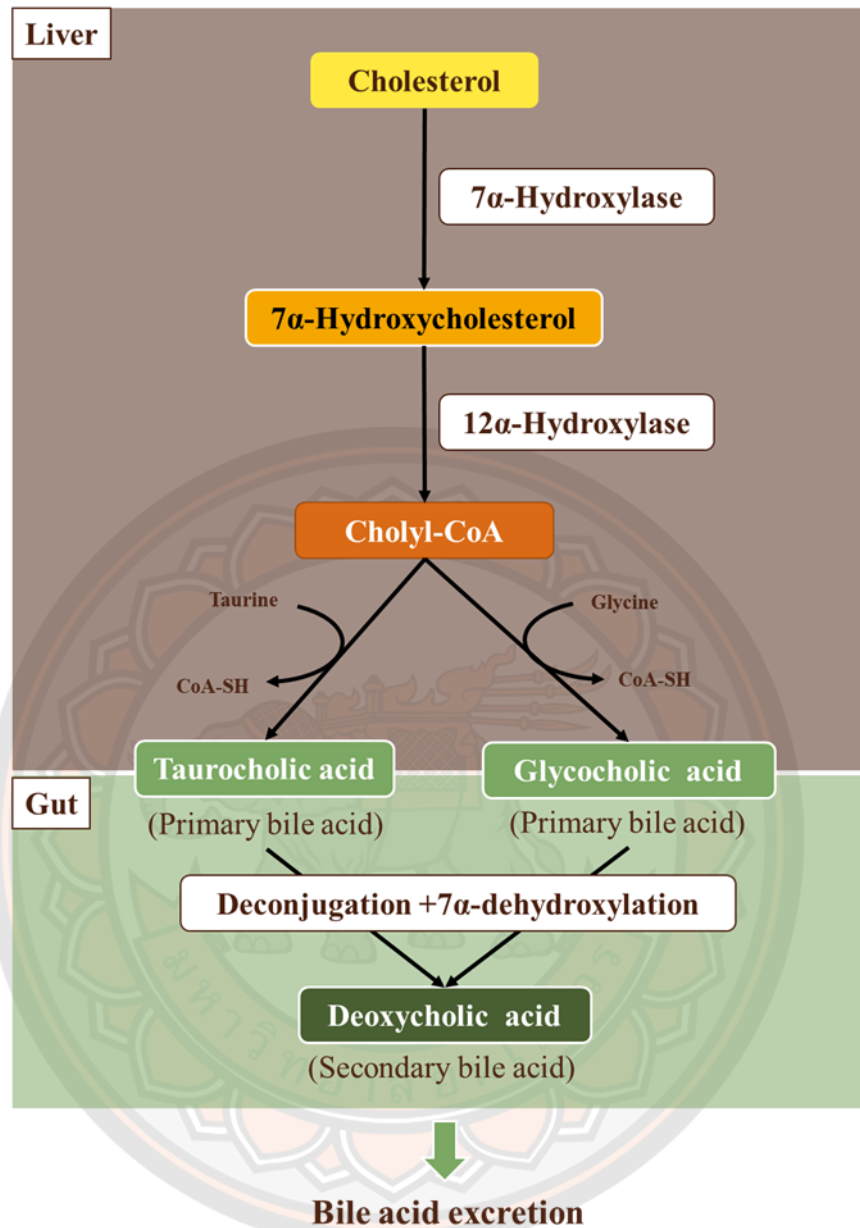 Liver
Cholesterol
7α-Hydroxylase
7α-Hydroxycholesterol
12α-Hydroxylase
Cholyl-CoA
Taurine
Glycine
CoA-SH
CoA-SH
Taurocholic acid
Glycocholic acid
Gut
(Primary bile acid)
(Primary bile acid)
Deconjugation +7α-dehydroxylation
Deoxycholic acid
(Secondary bile acid)
Bile acid excretion